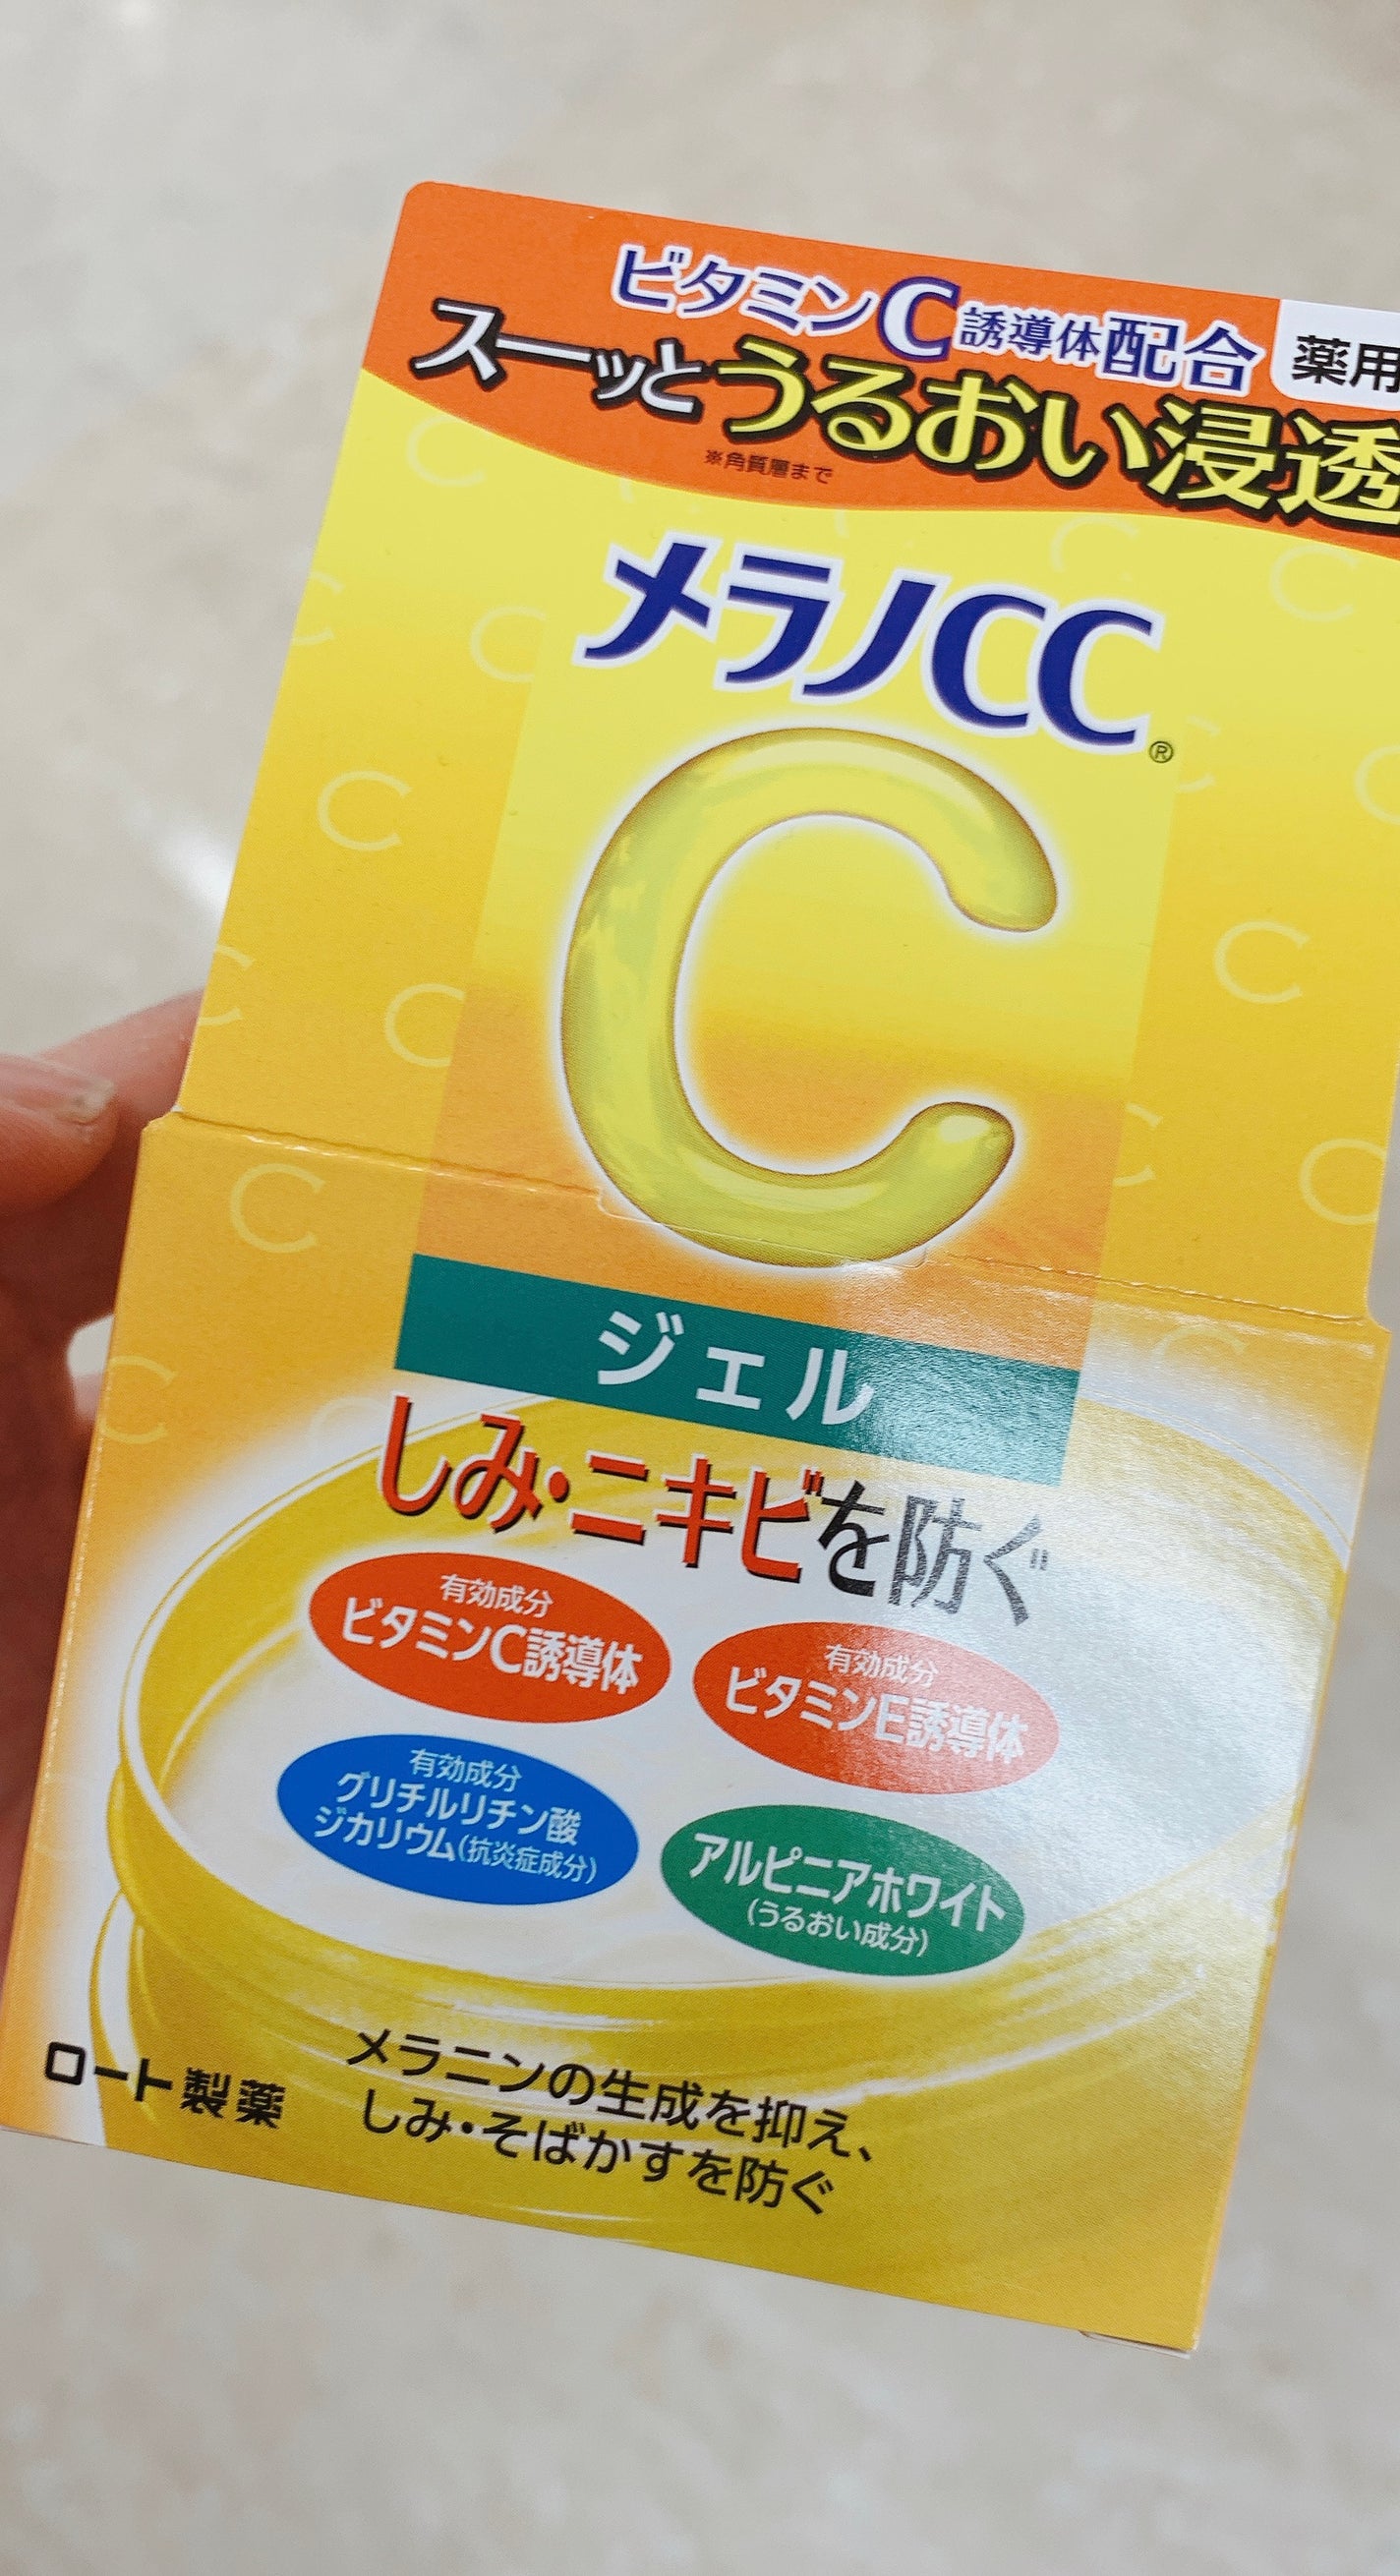 ビタミンC誘導体配合
薬用
スーッとうるおい浸透
※角質層まで
メラノCC®
C
ジェル
しみ・ニキビを防ぐ
有効成分
ビタミンC誘導体
有効成分
ビタミンE誘導体
有効成分
グリチルリチン酸
ジカリウム(抗炎症成分)
アルピニアホワイト
(うるおい成分)
ロート製薬
メラニンの生成を抑え、
しみ・そばかすを防ぐ